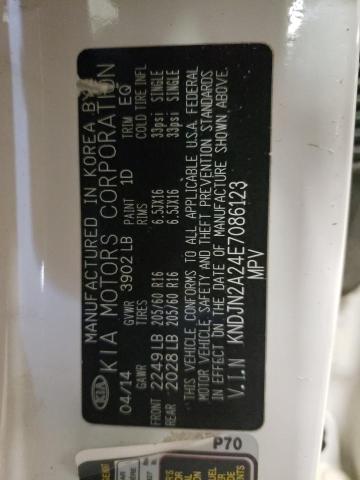 MANUFACTURED IN KOREA BY
KIA KIA MOTORS CORPORATION
04/14 GVWR 3902 LB PAINT 1D TRIM EQ
GAWR TIRES RIMS COLD TIRE INFL
FRONT 2249 LB 205/60 R16 6.5JX16 33psi SINGLE
REAR 2028 LB 205/60 R16 6.5JX16 33psi SINGLE
THIS VEHICLE CONFORMS TO ALL APPLICABLE U.S.A. FEDERAL
MOTOR VEHICLE SAFETY AND THEFT PREVENTION STANDARDS
IN EFFECT ON THE DATE OF MANUFACTURE SHOWN ABOVE.
V.I.N KNDJN2A24E7086123
MPV
P70